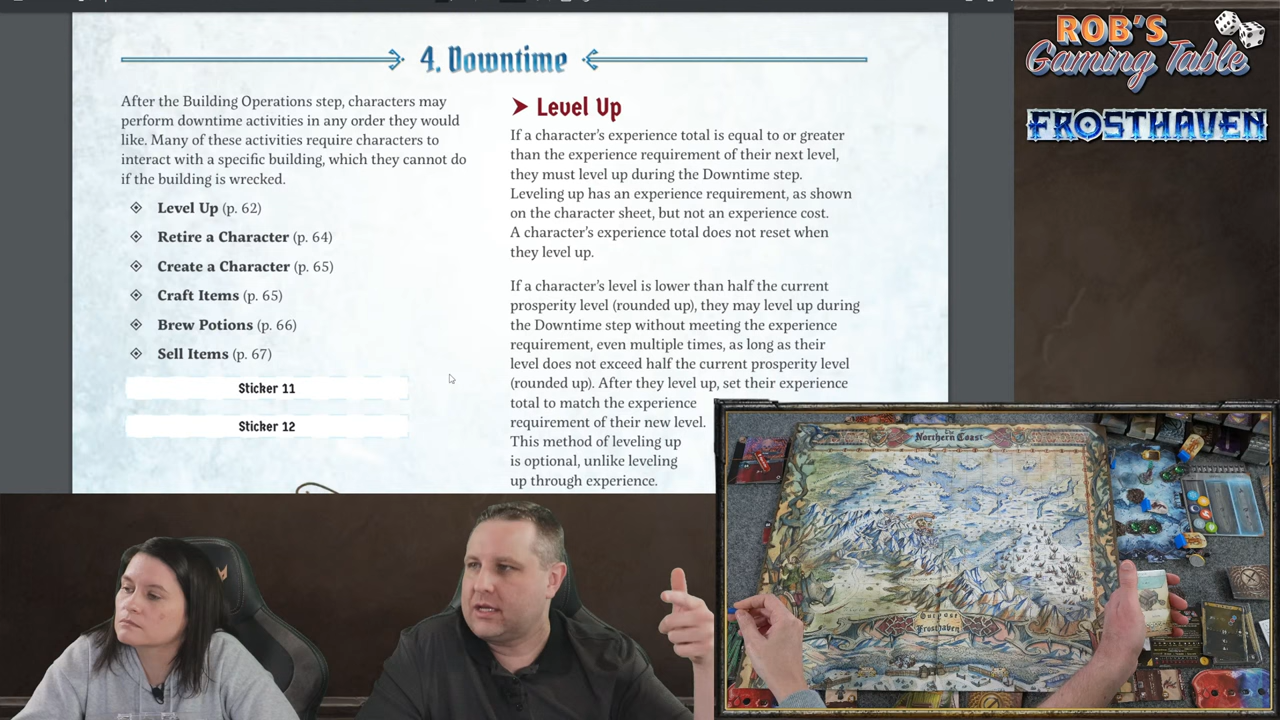 4. Downtime
After the Building Operations step, characters may
perform downtime activities in any order they would
like. Many of these activities require characters to
interact with a specific building, which they cannot do
if the building is wrecked.
Level Up (p. 62)
Retire a Character (p. 64)
Create a Character (p. 65)
Craft Items (p. 65)
Brew Potions (p. 66)
Sell Items (p. 67)
Sticker 11
Sticker 12
Level Up
If a character's experience total is equal to or greater
than the experience requirement of their next level,
they must level up during the Downtime step.
Leveling up has an experience requirement, as shown
on the character sheet, but not an experience cost.
A character's experience total does not reset when
they level up.
If a character's level is lower than half the current
prosperity level (rounded up), they may level up during
the Downtime step without meeting the experience
requirement, even multiple times, as long as their
level does not exceed half the current prosperity level
(rounded up). After they level up, set their experience
total to match the experience
requirement of their new level.
This method of leveling up
is optional, unlike leveling
up through experience.
ROB'S
Gaming Table
FROSTHAVEN
The
Northern Coast
Outpost
Frosthaven